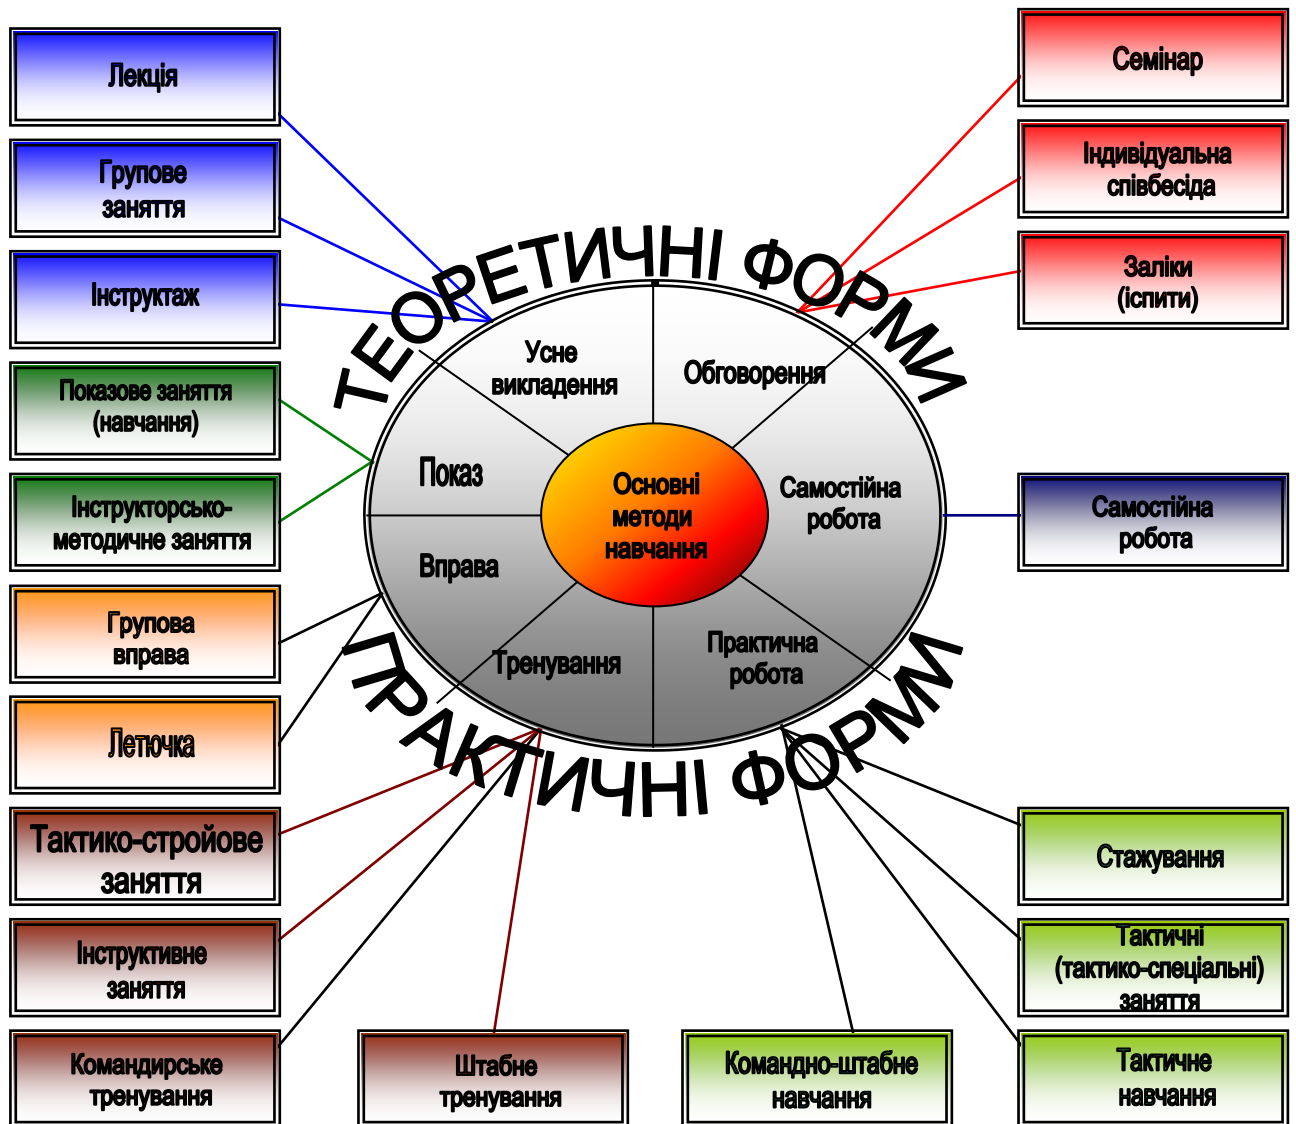 Лекція
Групове
заняття
Інструктаж
Показове заняття
(навчання)
Інструкторсько-
методичне заняття
Групова
вправа
Летючка
Тактико-стройове
заняття
Інструктивне
заняття
Командирське
тренування
ТЕОРЕТИЧНІ ФОРМИ
Усне
викладення
Обговорення
Показ
Основні
методи
навчання
Самостійна
робота
Вправа
Тренування
Практична
робота
ПРАКТИЧНІ ФОРМИ
Штабне
тренування
Командно-штабне
навчання
Семінар
Індивідуальна
співбесіда
Заліки
(іспити)
Самостійна
робота
Стажування
Тактичні
(тактико-спеціальні)
заняття
Тактичне
навчання